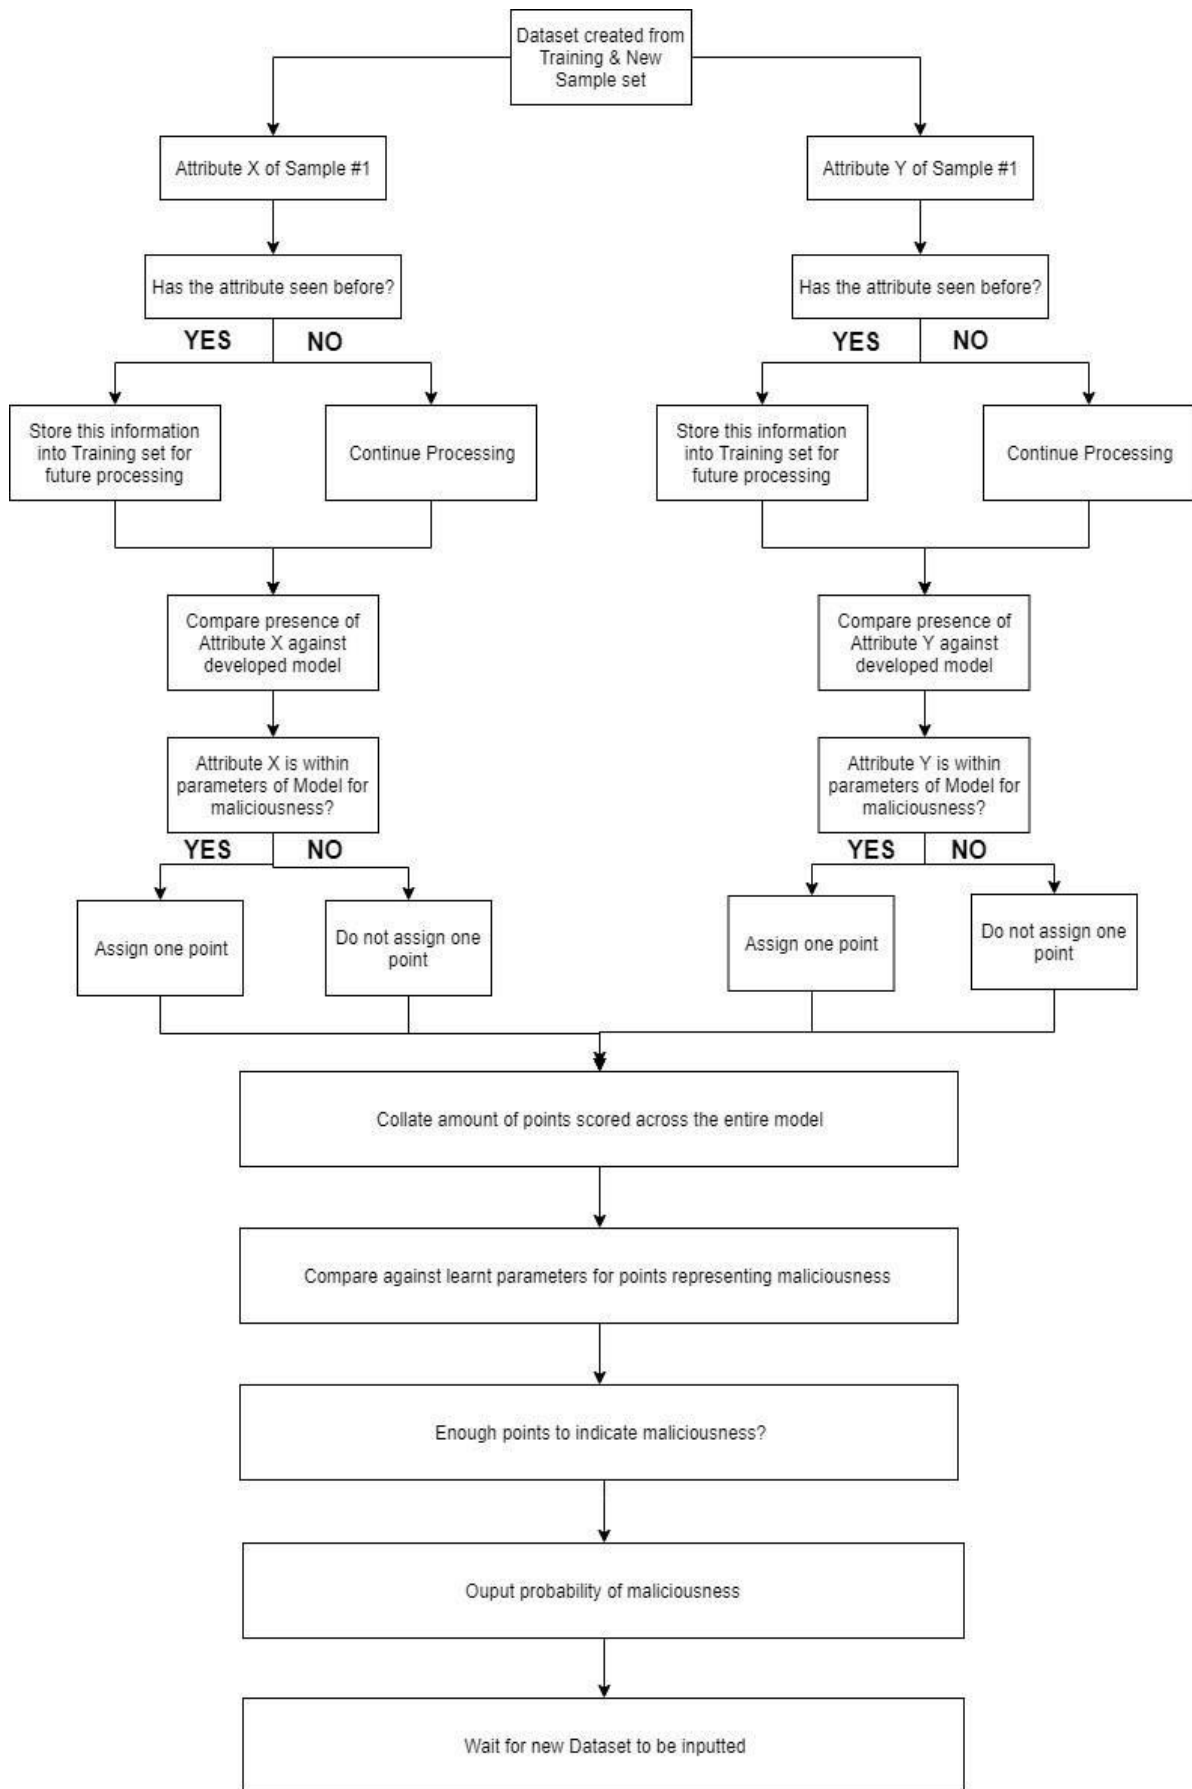 Dataset created from
Training & New
Sample set
Attribute X of Sample #1
Attribute Y of Sample #1
Has the attribute seen before?
Has the attribute seen before?
YES
NO
YES
NO
Store this information
into Training set for
future processing
Continue Processing
Store this information
into Training set for
future processing
Continue Processing
Compare presence of
Attribute X against
developed model
Compare presence of
Attribute Y against
developed model
Attribute X is within
parameters of Model for
maliciousness?
Attribute Y is within
parameters of Model for
maliciousness?
YES
NO
YES
NO
Assign one point
Do not assign one
point
Assign one point
Do not assign one
point
Collate amount of points scored across the entire model
Compare against learnt parameters for points representing maliciousness
Enough points to indicate maliciousness?
Ouput probability of maliciousness
Wait for new Dataset to be inputted